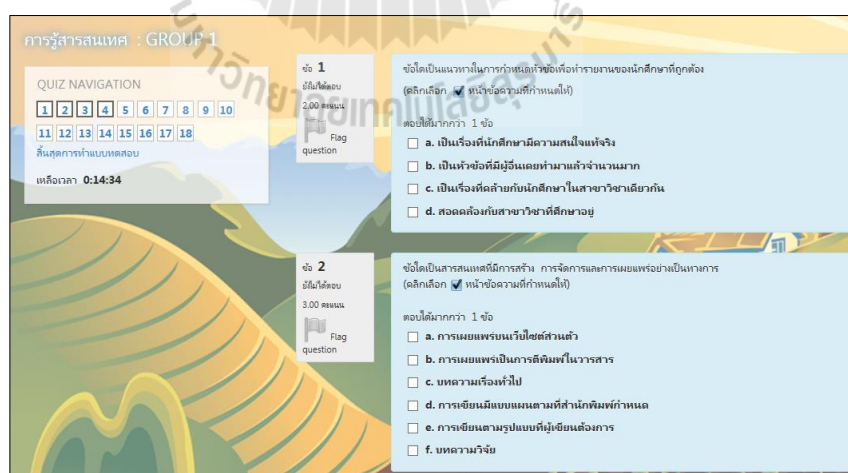 มหาวิทยาลัยเทคโนโลยีสุรนารี
การรู้สารสนเทศ : GROUP 1
QUIZ NAVIGATION
1 2 3 4 5 6 7 8 9 10
11 12 13 14 15 16 17 18
สิ้นสุดการทำแบบทดสอบ
เหลือเวลา 0:14:34
ข้อ 1
ยังไม่ได้ตอบ
2.00 คะแนน
Flag
question
ข้อใดเป็นแนวทางในการกำหนดหัวข้อเพื่อทำรายงานของนักศึกษาที่ถูกต้อง
(คลิกเลือก หน้าข้อความที่กำหนดให้)
ตอบได้มากกว่า 1 ข้อ
a. เป็นเรื่องที่นักศึกษามีความสนใจแท้จริง
b. เป็นหัวข้อที่มีผู้อื่นเคยทำมาแล้วจำนวนมาก
c. เป็นเรื่องที่คล้ายกับนักศึกษาในสาขาวิชาเดียวกัน
d. สอดคล้องกับสาขาวิชาที่ศึกษาอยู่
ข้อ 2
ยังไม่ได้ตอบ
3.00 คะแนน
Flag
question
ข้อใดเป็นสารสนเทศที่มีการสร้าง การจัดการและการเผยแพร่อย่างเป็นทางการ
(คลิกเลือก หน้าข้อความที่กำหนดให้)
ตอบได้มากกว่า 1 ข้อ
a. การเผยแพร่บนเว็บไซต์ส่วนตัว
b. การเผยแพร่เป็นการตีพิมพ์ในวารสาร
c. บทความเรื่องทั่วไป
d. การเขียนมีแบบแผนตามที่สำนักพิมพ์กำหนด
e. การเขียนตามรูปแบบที่ผู้เขียนต้องการ
f. บทความวิจัย